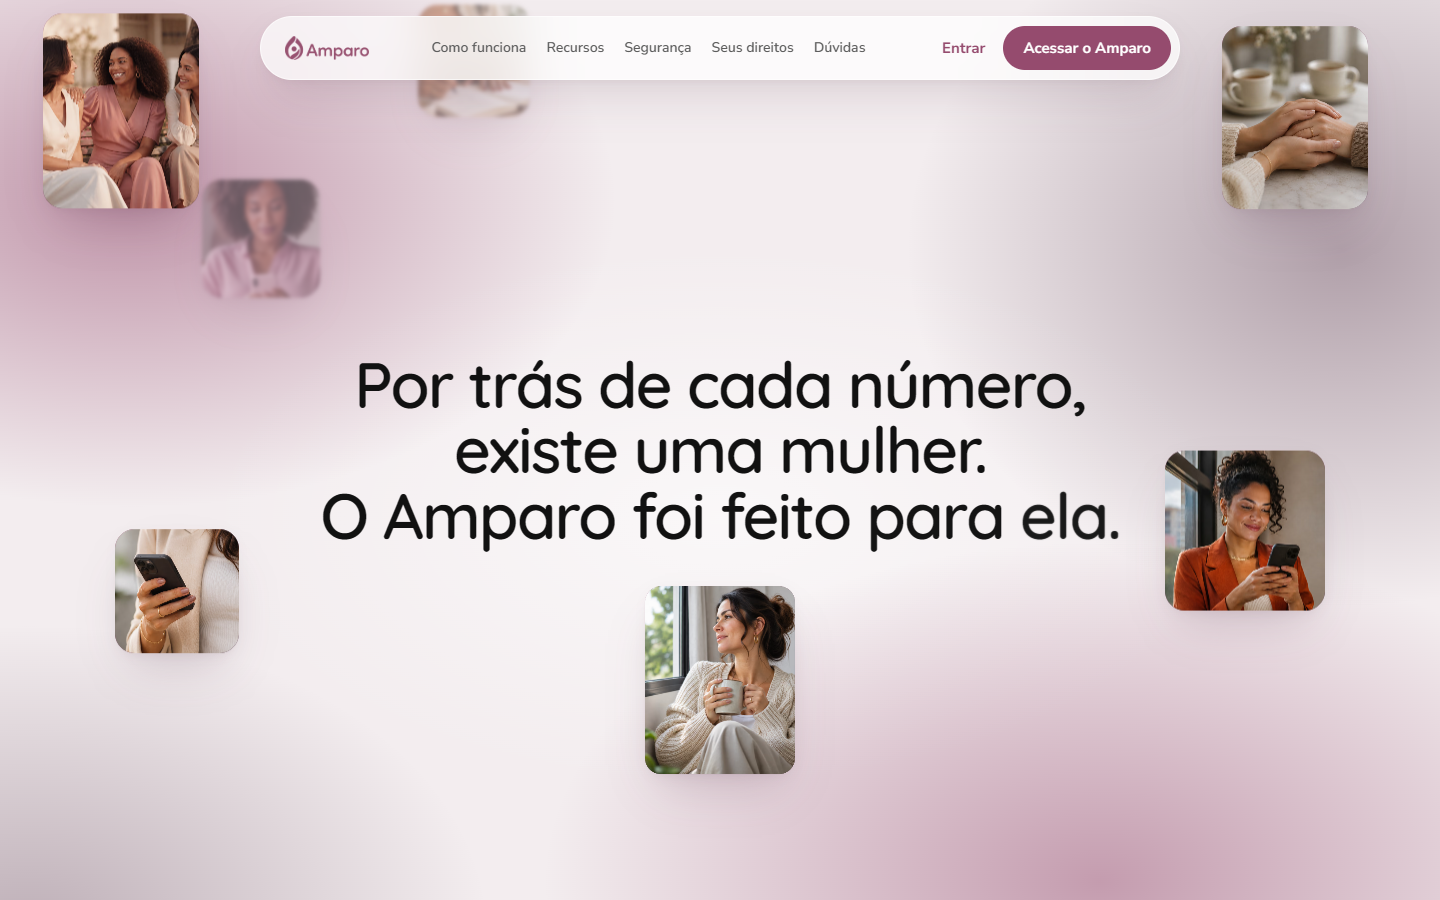 Amparo
Como funciona
Recursos
Segurança
Seus direitos
Dúvidas
Entrar
Acessar o Amparo
Por trás de cada número,
existe uma mulher.
O Amparo foi feito para ela.